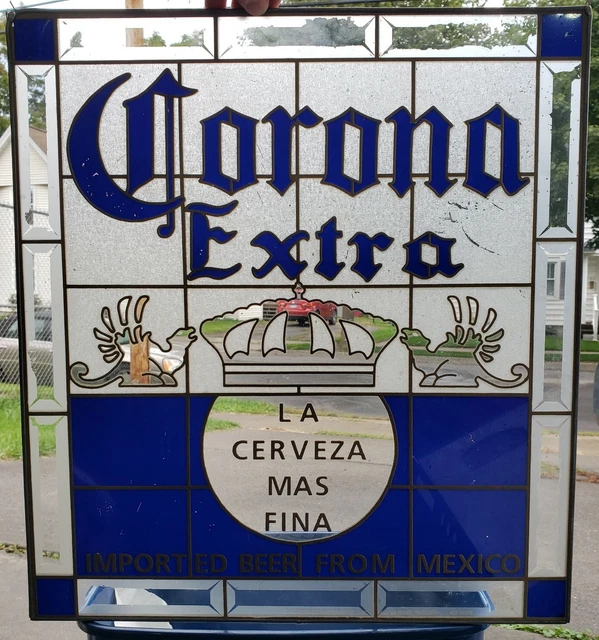 Corona
Extra
LA
CERVEZA
MAS
FINA
IMPORTED BEER FROM MEXICO